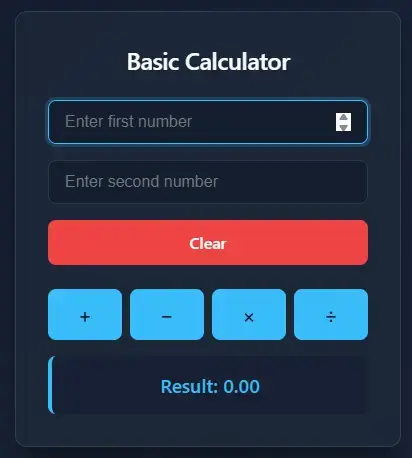 Basic Calculator
Enter first number
Enter second number
Clear
+ − × ÷
Result: 0.00